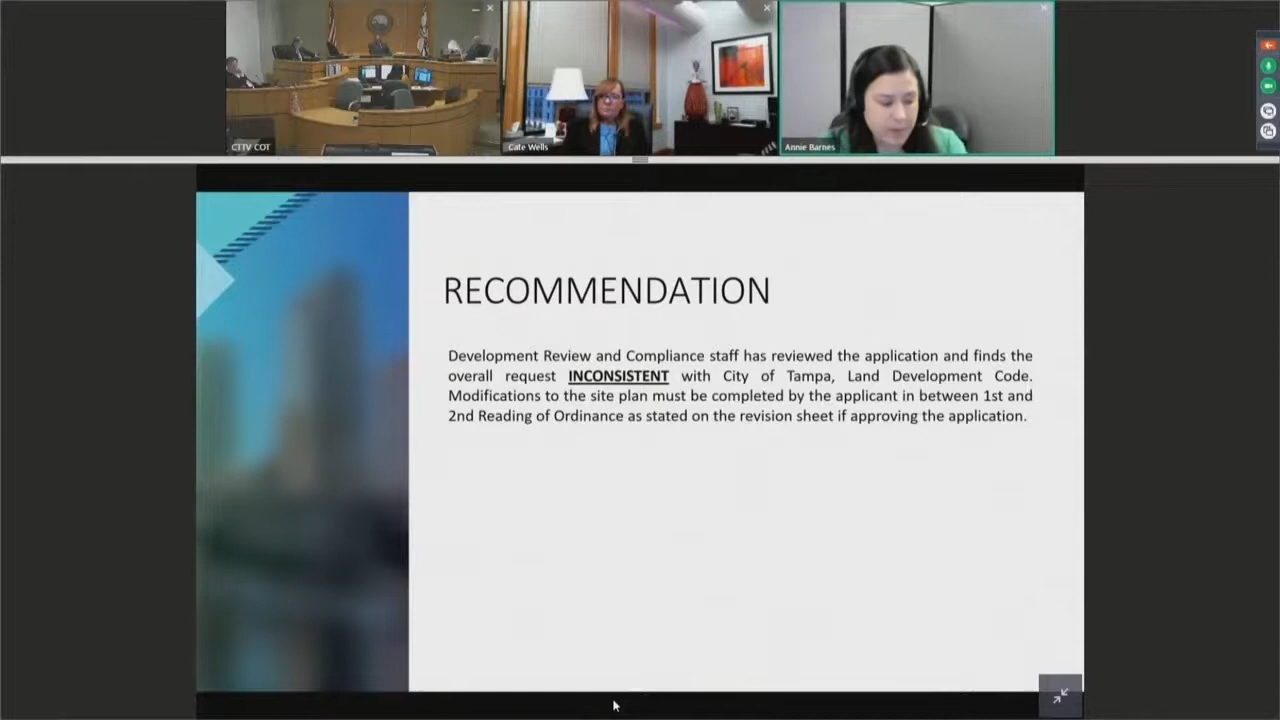 CTTV COT
Cate Wells
Annie Barnes
RECOMMENDATION
Development Review and Compliance staff has reviewed the application and finds the
overall request INCONSISTENT with City of Tampa, Land Development Code.
Modifications to the site plan must be completed by the applicant in between 1st and
2nd Reading of Ordinance as stated on the revision sheet if approving the application.